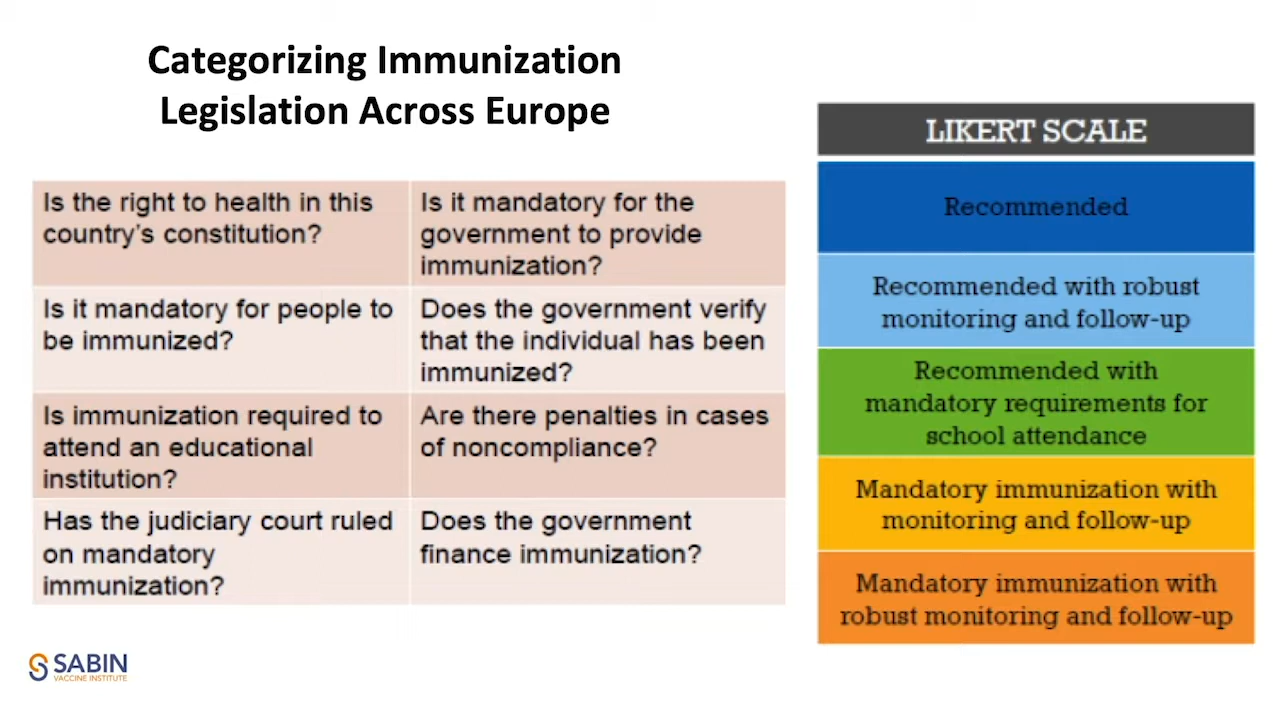 Categorizing Immunization
Legislation Across Europe
Is the right to health in this
country's constitution?
Is it mandatory for the
government to provide
immunization?
Is it mandatory for people to
be immunized?
Does the government verify
that the individual has been
immunized?
Is immunization required to
attend an educational
institution?
Are there penalties in cases
of noncompliance?
Has the judiciary court ruled
on mandatory
immunization?
Does the government
finance immunization?
LIKERT SCALE
Recommended
Recommended with robust
monitoring and follow-up
Recommended with
mandatory requirements for
school attendance
Mandatory immunization with
monitoring and follow-up
Mandatory immunization with
robust monitoring and follow-up
SABIN
VACCINE INSTITUTE